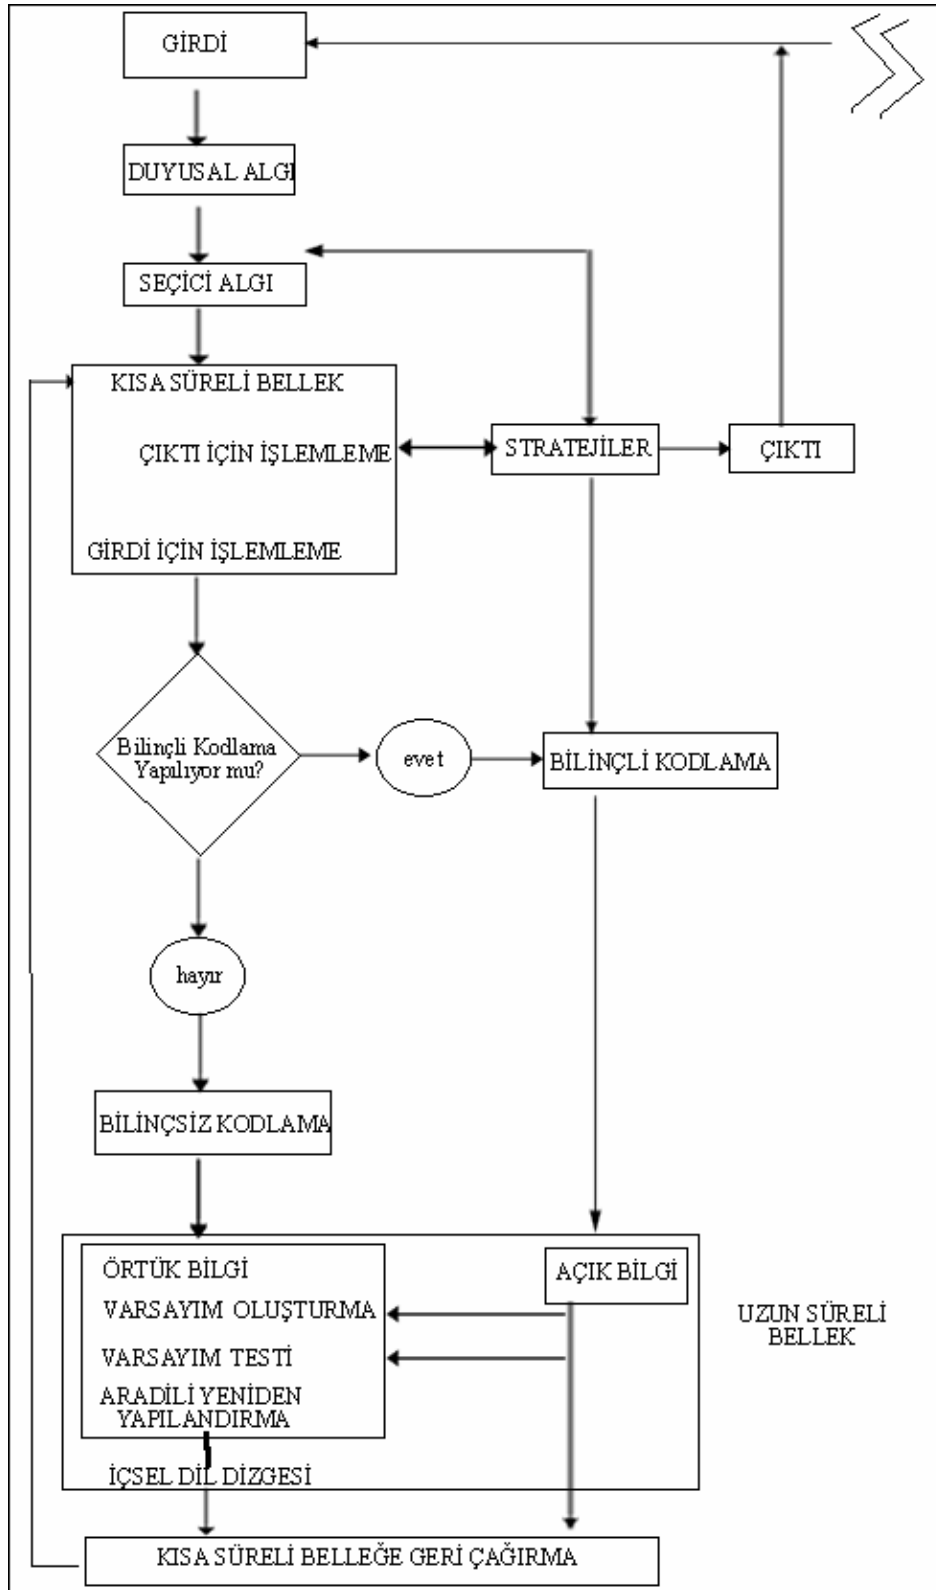 GİRDİ
DUYUSAL ALGI
SEÇİCİ ALGI
KISA SÜRELİ BELLEK
ÇIKTI İÇİN İŞLEMLEME
STRATEJİLER
ÇIKTI
GİRDİ İÇİN İŞLEMLEME
Bilinçli Kodlama
Yapılıyor mu?
evet
BİLİNÇLİ KODLAMA
hayır
BİLİNÇSİZ KODLAMA
ÖRTÜK BİLGİ
AÇIK BİLGİ
VARSAYIM OLUŞTURMA
UZUN SÜRELİ
BELLEK
VARSAYIM TESTİ
ARADİLİ YENİDEN
YAPILANDIRMA
İÇSEL DİL DİZGESİ
KISA SÜRELİ BELLEĞE GERİ ÇAĞIRMA